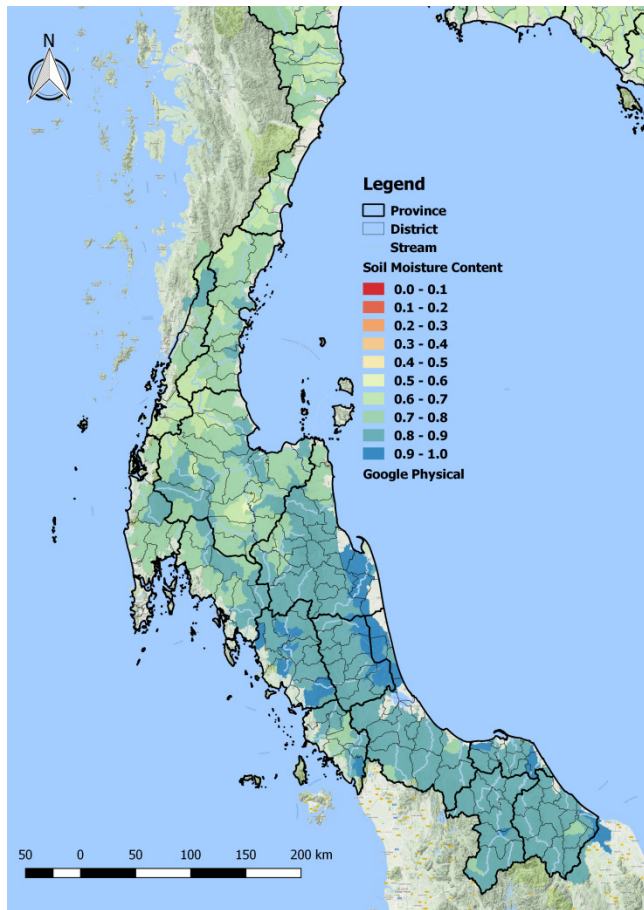 N
Legend
Province
District
Stream
Soil Moisture Content
0.0 - 0.1
0.1 - 0.2
0.2 - 0.3
0.3 - 0.4
0.4 - 0.5
0.5 - 0.6
0.6 - 0.7
0.7 - 0.8
0.8 - 0.9
0.9 - 1.0
Google Physical
50 0 50 100 150 200 km